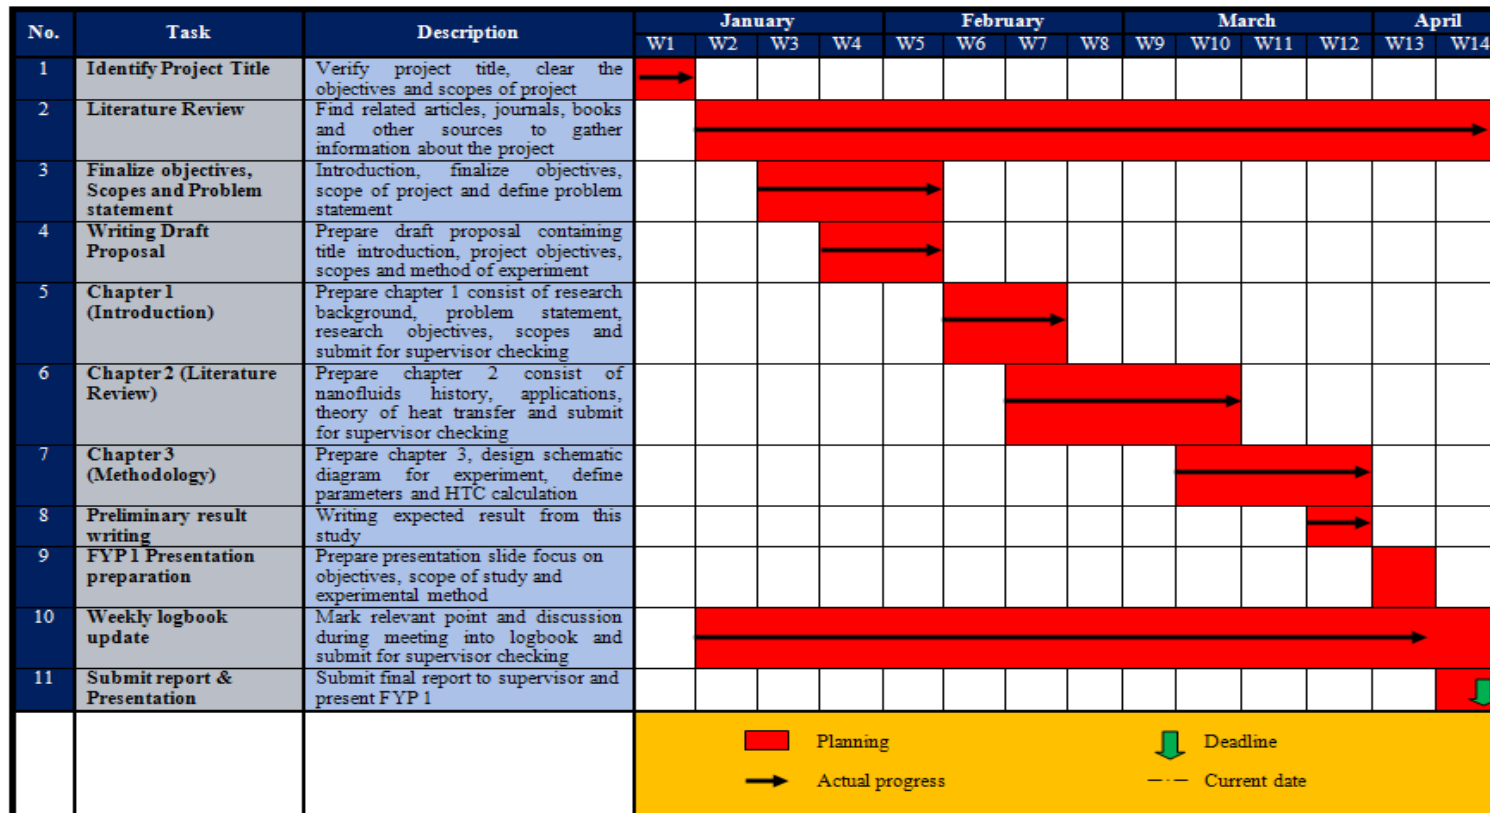 No. Task Description January February March April
W1 W2 W3 W4 W5 W6 W7 W8 W9 W10 W11 W12 W13 W14
1 Identify Project Title Verify project title, clear the
objectives and scopes of project
2 Literature Review Find related articles, journals, books
and other sources to gather
information about the project
3 Finalize objectives, Introduction, finalize objectives,
Scopes and Problem scope of project and define problem
statement statement
4 Writing Draft Prepare draft proposal containing
Proposal title introduction, project objectives,
scopes and method of experiment
5 Chapter 1 Prepare chapter 1 consist of research
(Introduction) background, problem statement,
research objectives, scopes and
submit for supervisor checking
6 Chapter 2 (Literature Prepare chapter 2 consist of
Review) nanofluids history, applications,
theory of heat transfer and submit
for supervisor checking
7 Chapter 3 Prepare chapter 3, design schematic
(Methodology) diagram for experiment, define
parameters and HTC calculation
8 Preliminary result Writing expected result from this
writing study
9 FYP 1 Presentation Prepare presentation slide focus on
preparation objectives, scope of study and
experimental method
10 Weekly logbook Mark relevant point and discussion
update during meeting into logbook and
submit for supervisor checking
11 Submit report & Submit final report to supervisor and
Presentation present FYP 1
Planning Deadline
Actual progress Current date